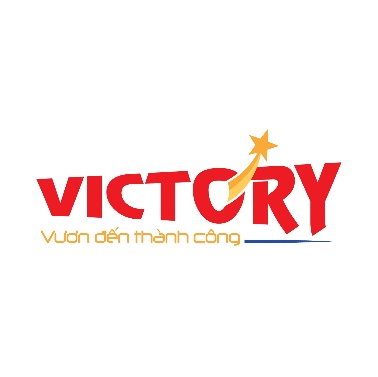 VICTORY
Vươn đến thành công